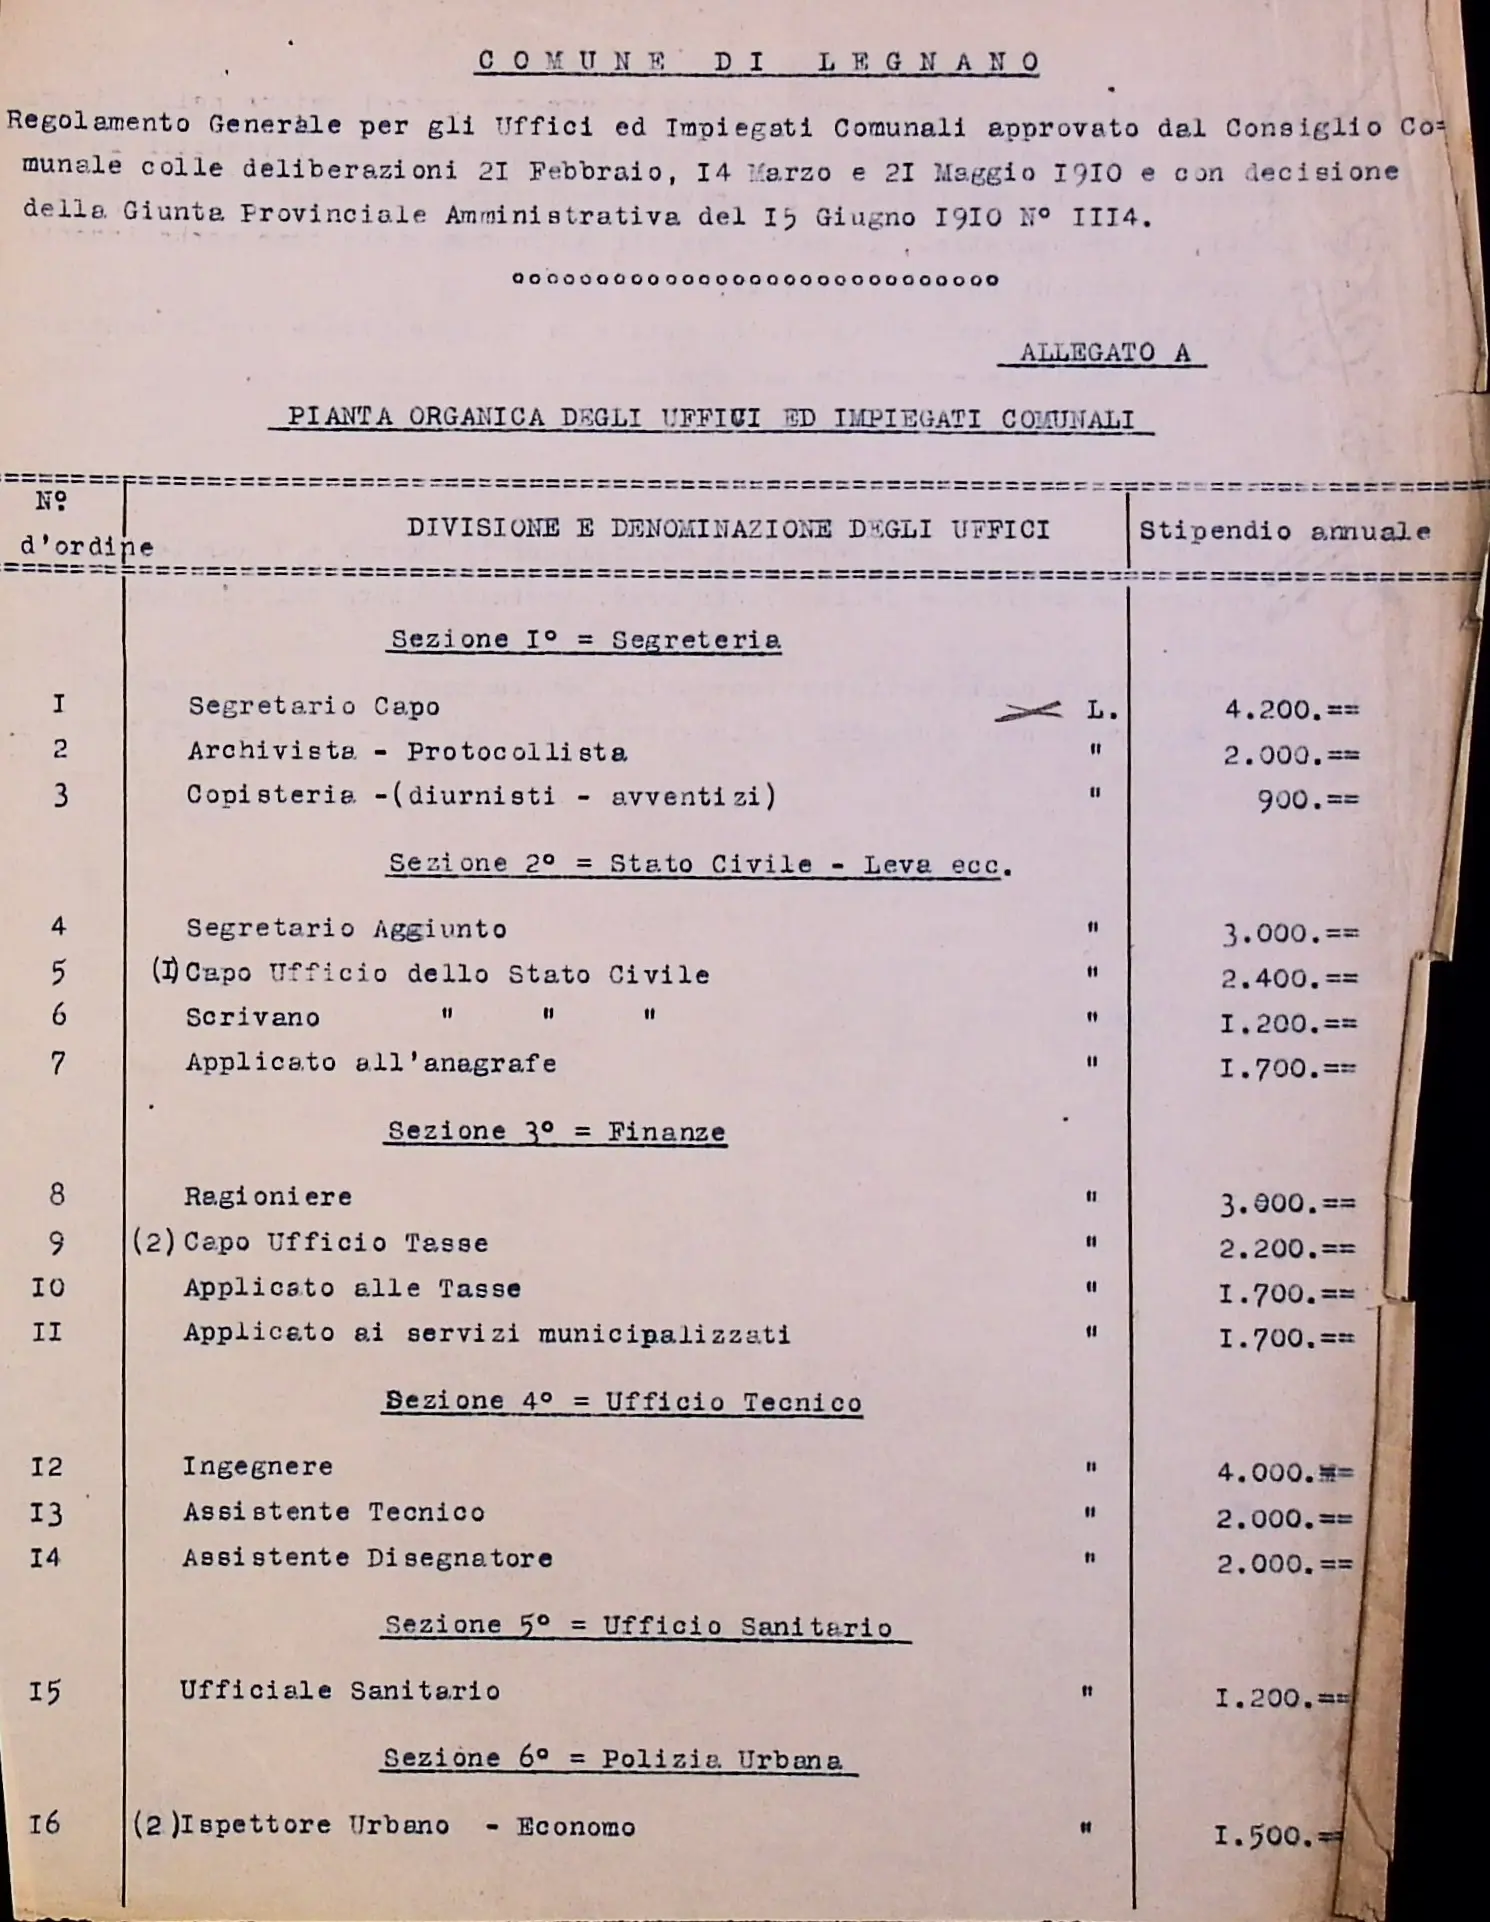 COMUNE DI LEGNANO
Regolamento Generale per gli Uffici ed Impiegati Comunali approvato dal Consiglio Co=
munale colle deliberazioni 2I Febbraio, I4 Marzo e 2I Maggio I9I0 e con decisione
della Giunta Provinciale Amministrativa del I5 Giugno I9I0 N° III4.
ooooooooooooooooooooooooooooo
ALLEGATO A
PIANTA ORGANICA DEGLI UFFICI ED IMPIEGATI COMUNALI
N°
d'ordine DIVISIONE E DENOMINAZIONE DEGLI UFFICI Stipendio annuale
Sezione I° = Segreteria
I Segretario Capo L. 4.200.==
2 Archivista - Protocollista " 2.000.==
3 Copisteria -(diurnisti - avventizi) " 900.==
Sezione 2° = Stato Civile - Leva ecc.
4 Segretario Aggiunto " 3.000.==
5 (I)Capo Ufficio dello Stato Civile " 2.400.==
6 Scrivano " " " " I.200.==
7 Applicato all'anagrafe " I.700.==
Sezione 3° = Finanze
8 Ragioniere " 3.000.==
9 (2)Capo Ufficio Tasse " 2.200.==
I0 Applicato alle Tasse " I.700.==
II Applicato ai servizi municipalizzati " I.700.==
Sezione 4° = Ufficio Tecnico
I2 Ingegnere " 4.000.==
I3 Assistente Tecnico " 2.000.==
I4 Assistente Disegnatore " 2.000.==
Sezione 5° = Ufficio Sanitario
I5 Ufficiale Sanitario " I.200.==
Sezione 6° = Polizia Urbana
I6 (2)Ispettore Urbano - Economo " I.500.==